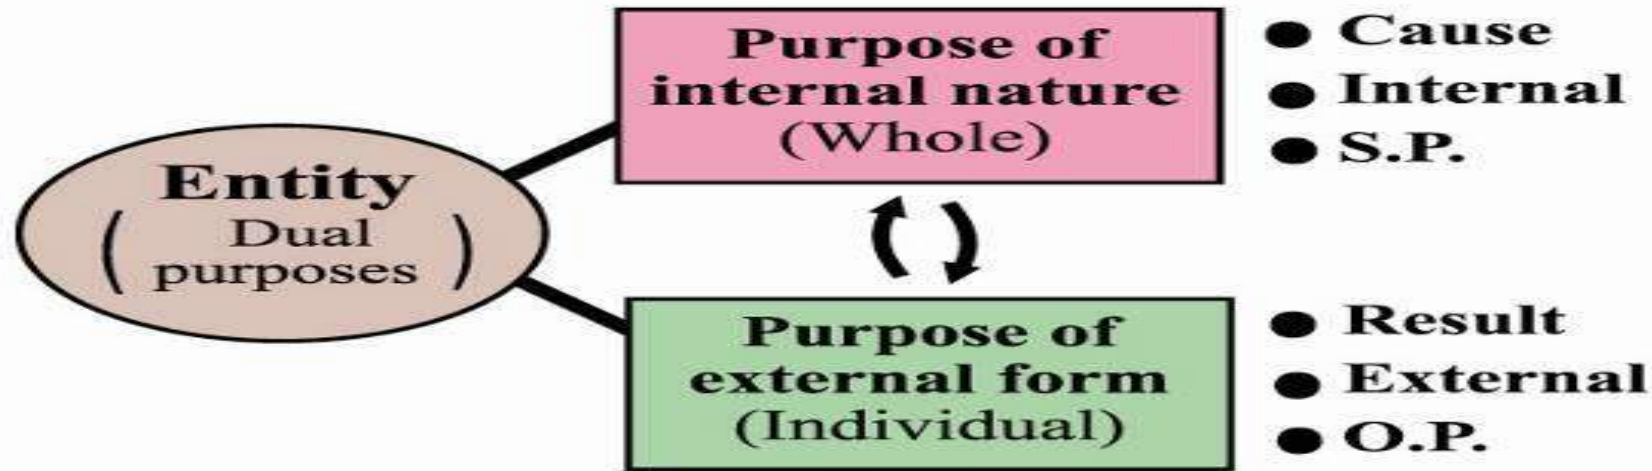 Entity
( Dual
purposes )
Purpose of
internal nature
(Whole)
● Cause
● Internal
● S.P.
Purpose of
external form
(Individual)
● Result
● External
● O.P.